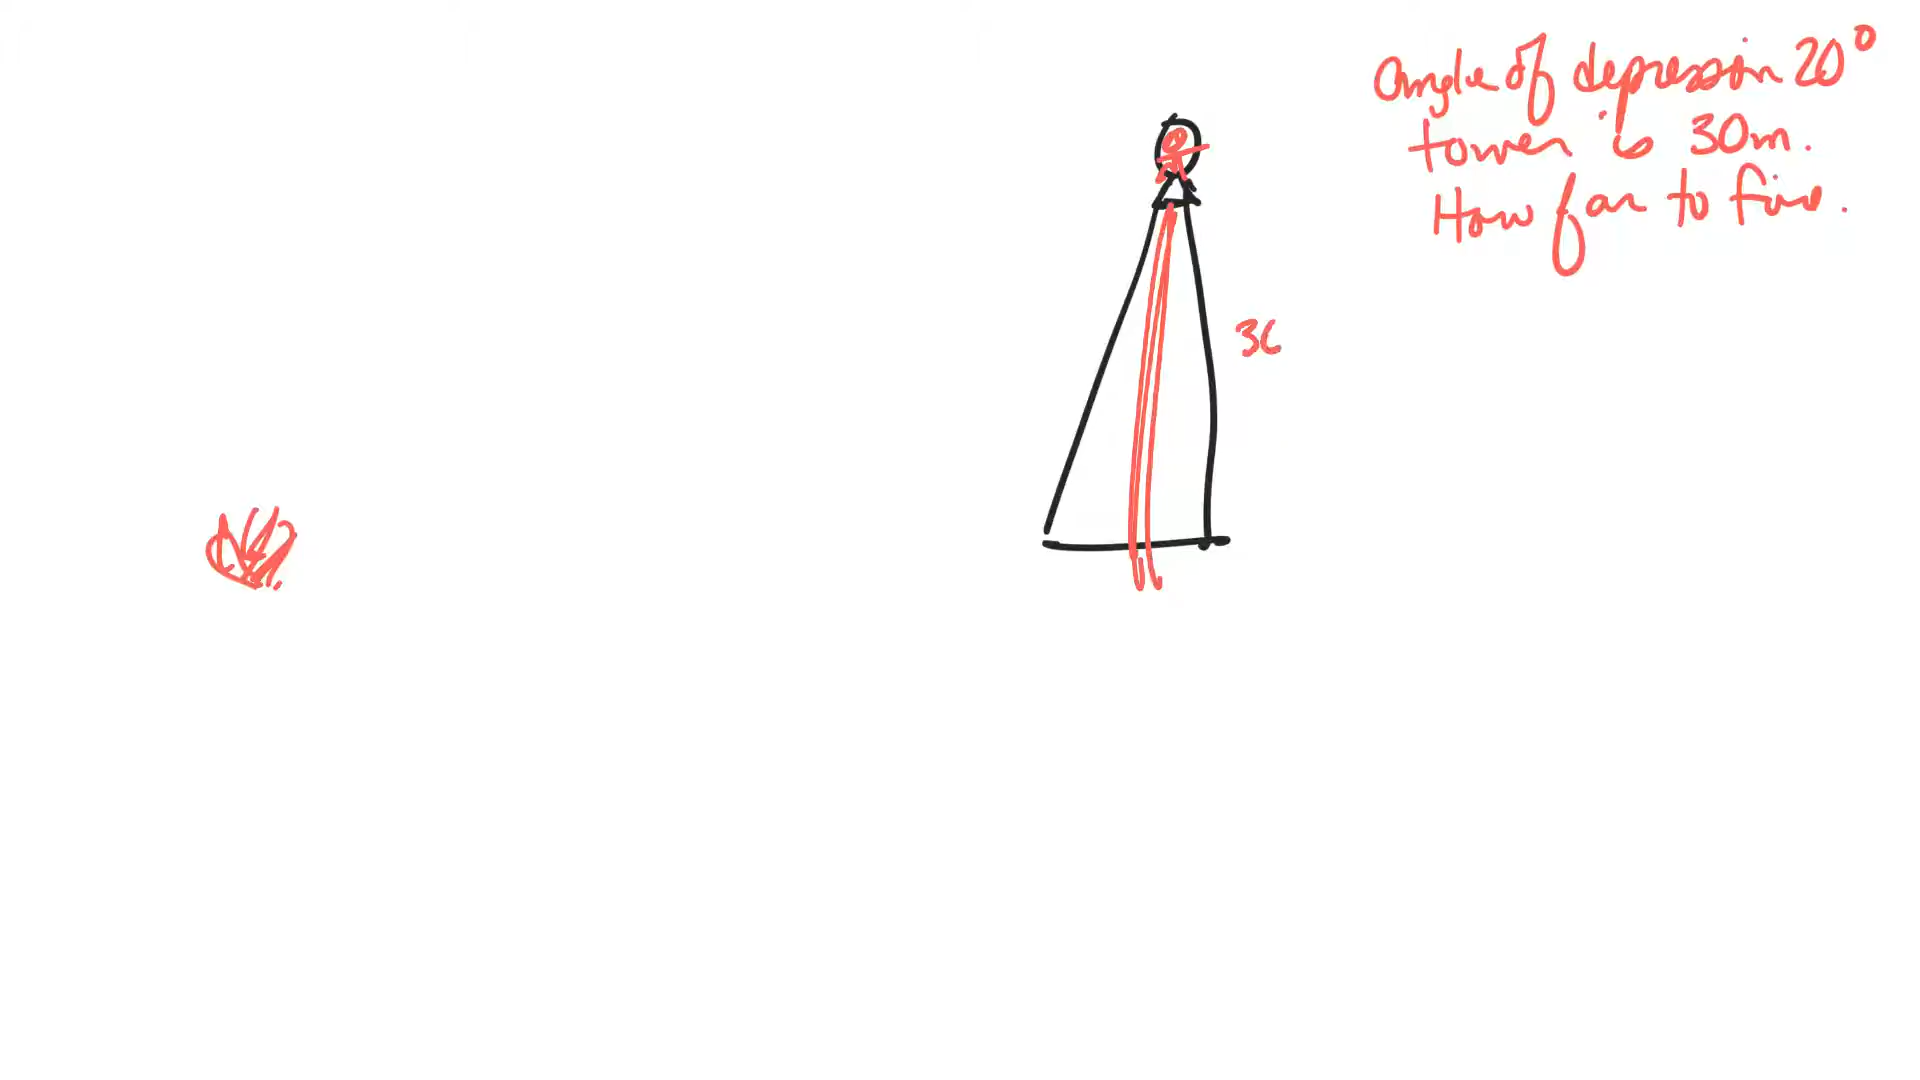 Angle of depression 20°
tower is 30m.
How far to fire.
30